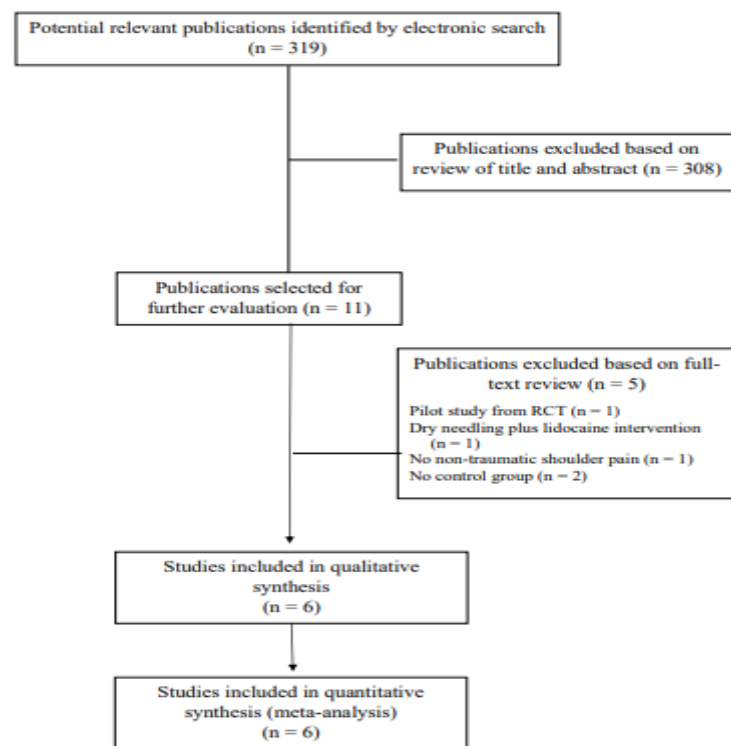 Potential relevant publications identified by electronic search
(n = 319)
Publications excluded based on
review of title and abstract (n = 308)
Publications selected for
further evaluation (n = 11)
Publications excluded based on full-
text review (n = 5)
Pilot study from RCT (n − 1)
Dry needling plus lidocaine intervention
(n − 1)
No non-traumatic shoulder pain (n − 1)
No control group (n − 2)
Studies included in qualitative
synthesis
(n = 6)
Studies included in quantitative
synthesis (meta-analysis)
(n = 6)